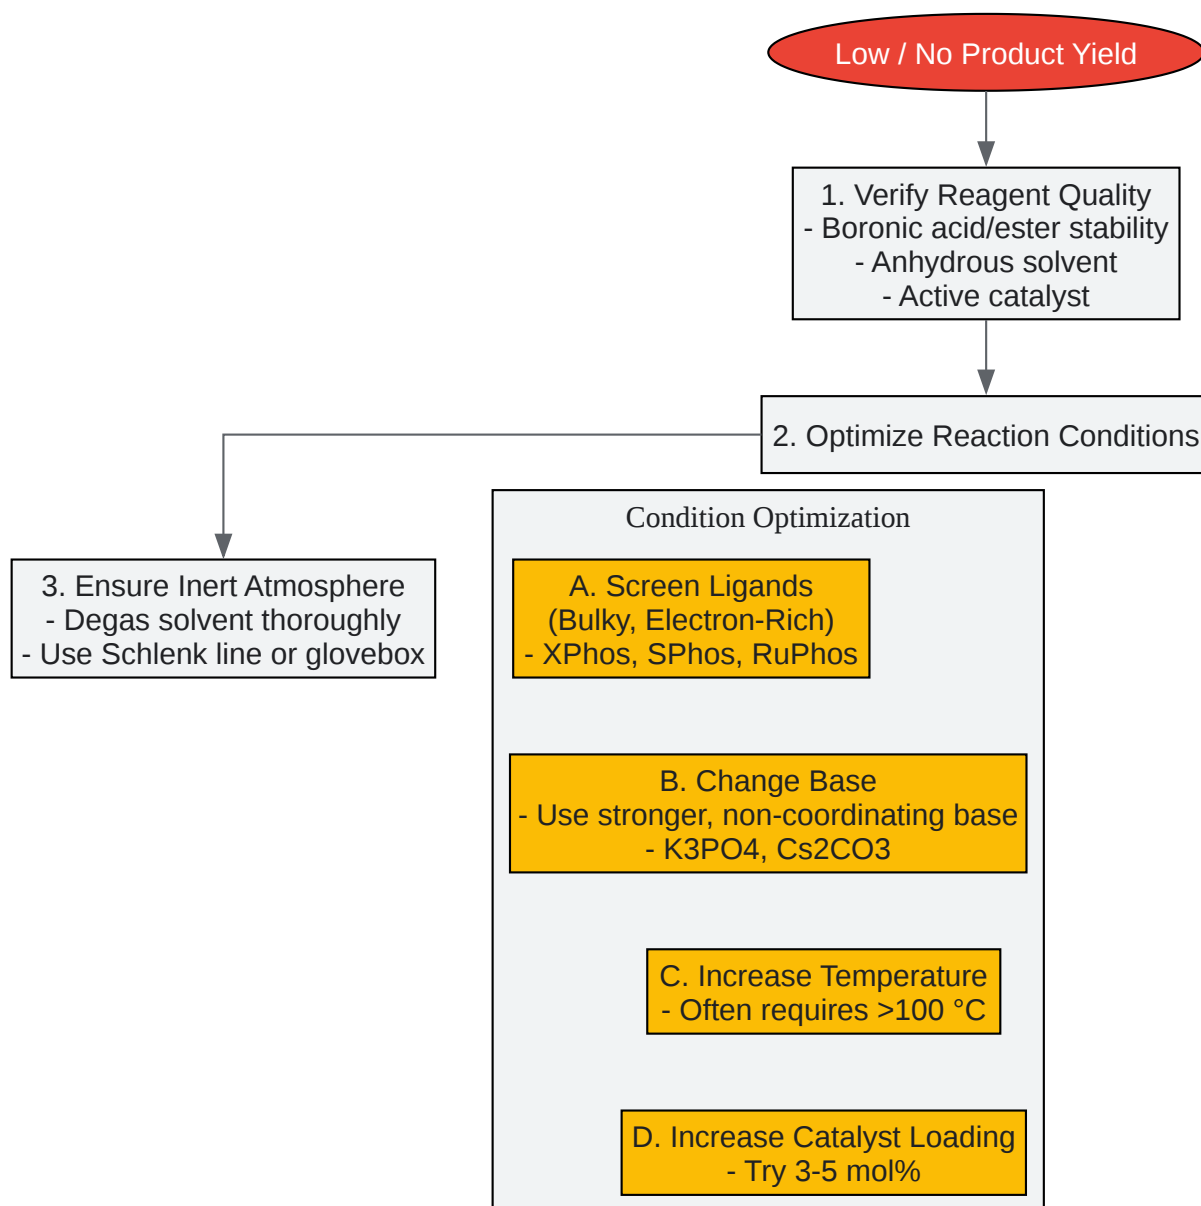 Low / No Product Yield
1. Verify Reagent Quality
- Boronic acid/ester stability
- Anhydrous solvent
- Active catalyst
2. Optimize Reaction Conditions
3. Ensure Inert Atmosphere
- Degas solvent thoroughly
- Use Schlenk line or glovebox
Condition Optimization
A. Screen Ligands
(Bulky, Electron-Rich)
- XPhos, SPhos, RuPhos
B. Change Base
- Use stronger, non-coordinating base
- K3PO4, Cs2CO3
C. Increase Temperature
- Often requires >100 °C
D. Increase Catalyst Loading
- Try 3-5 mol%